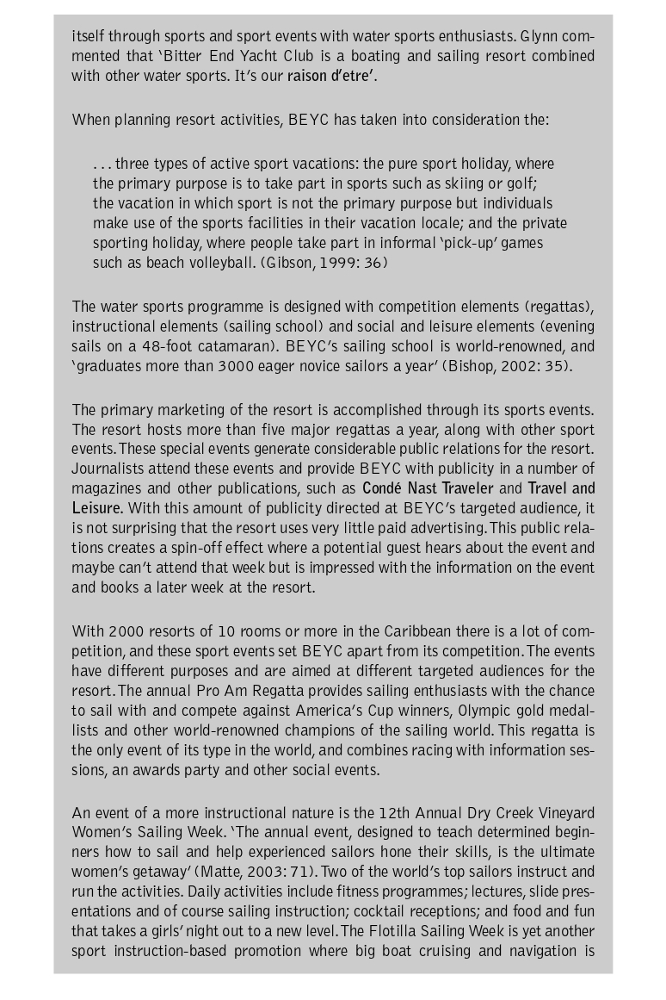 itself through sports and sport events with water sports enthusiasts. Glynn com-
mented that ‘Bitter End Yacht Club is a boating and sailing resort combined
with other water sports. It’s our raison d’etre’.
When planning resort activities, BEYC has taken into consideration the:
. . . three types of active sport vacations: the pure sport holiday, where
the primary purpose is to take part in sports such as skiing or golf;
the vacation in which sport is not the primary purpose but individuals
make use of the sports facilities in their vacation locale; and the private
sporting holiday, where people take part in informal ‘pick-up’ games
such as beach volleyball. (Gibson, 1999: 36)
The water sports programme is designed with competition elements (regattas),
instructional elements (sailing school) and social and leisure elements (evening
sails on a 48-foot catamaran). BEYC’s sailing school is world-renowned, and
‘graduates more than 3000 eager novice sailors a year’ (Bishop, 2002: 35).
The primary marketing of the resort is accomplished through its sports events.
The resort hosts more than five major regattas a year, along with other sport
events. These special events generate considerable public relations for the resort.
Journalists attend these events and provide BEYC with publicity in a number of
magazines and other publications, such as Condé Nast Traveler and Travel and
Leisure. With this amount of publicity directed at BEYC’s targeted audience, it
is not surprising that the resort uses very little paid advertising. This public rela-
tions creates a spin-off effect where a potential guest hears about the event and
maybe can’t attend that week but is impressed with the information on the event
and books a later week at the resort.
With 2000 resorts of 10 rooms or more in the Caribbean there is a lot of com-
petition, and these sport events set BEYC apart from its competition. The events
have different purposes and are aimed at different targeted audiences for the
resort. The annual Pro Am Regatta provides sailing enthusiasts with the chance
to sail with and compete against America’s Cup winners, Olympic gold medal-
lists and other world-renowned champions of the sailing world. This regatta is
the only event of its type in the world, and combines racing with information ses-
sions, an awards party and other social events.
An event of a more instructional nature is the 12th Annual Dry Creek Vineyard
Women’s Sailing Week. ‘The annual event, designed to teach determined begin-
ners how to sail and help experienced sailors hone their skills, is the ultimate
women’s getaway’ (Matte, 2003: 71). Two of the world’s top sailors instruct and
run the activities. Daily activities include fitness programmes; lectures, slide pres-
entations and of course sailing instruction; cocktail receptions; and food and fun
that takes a girls’ night out to a new level. The Flotilla Sailing Week is yet another
sport instruction-based promotion where big boat cruising and navigation is